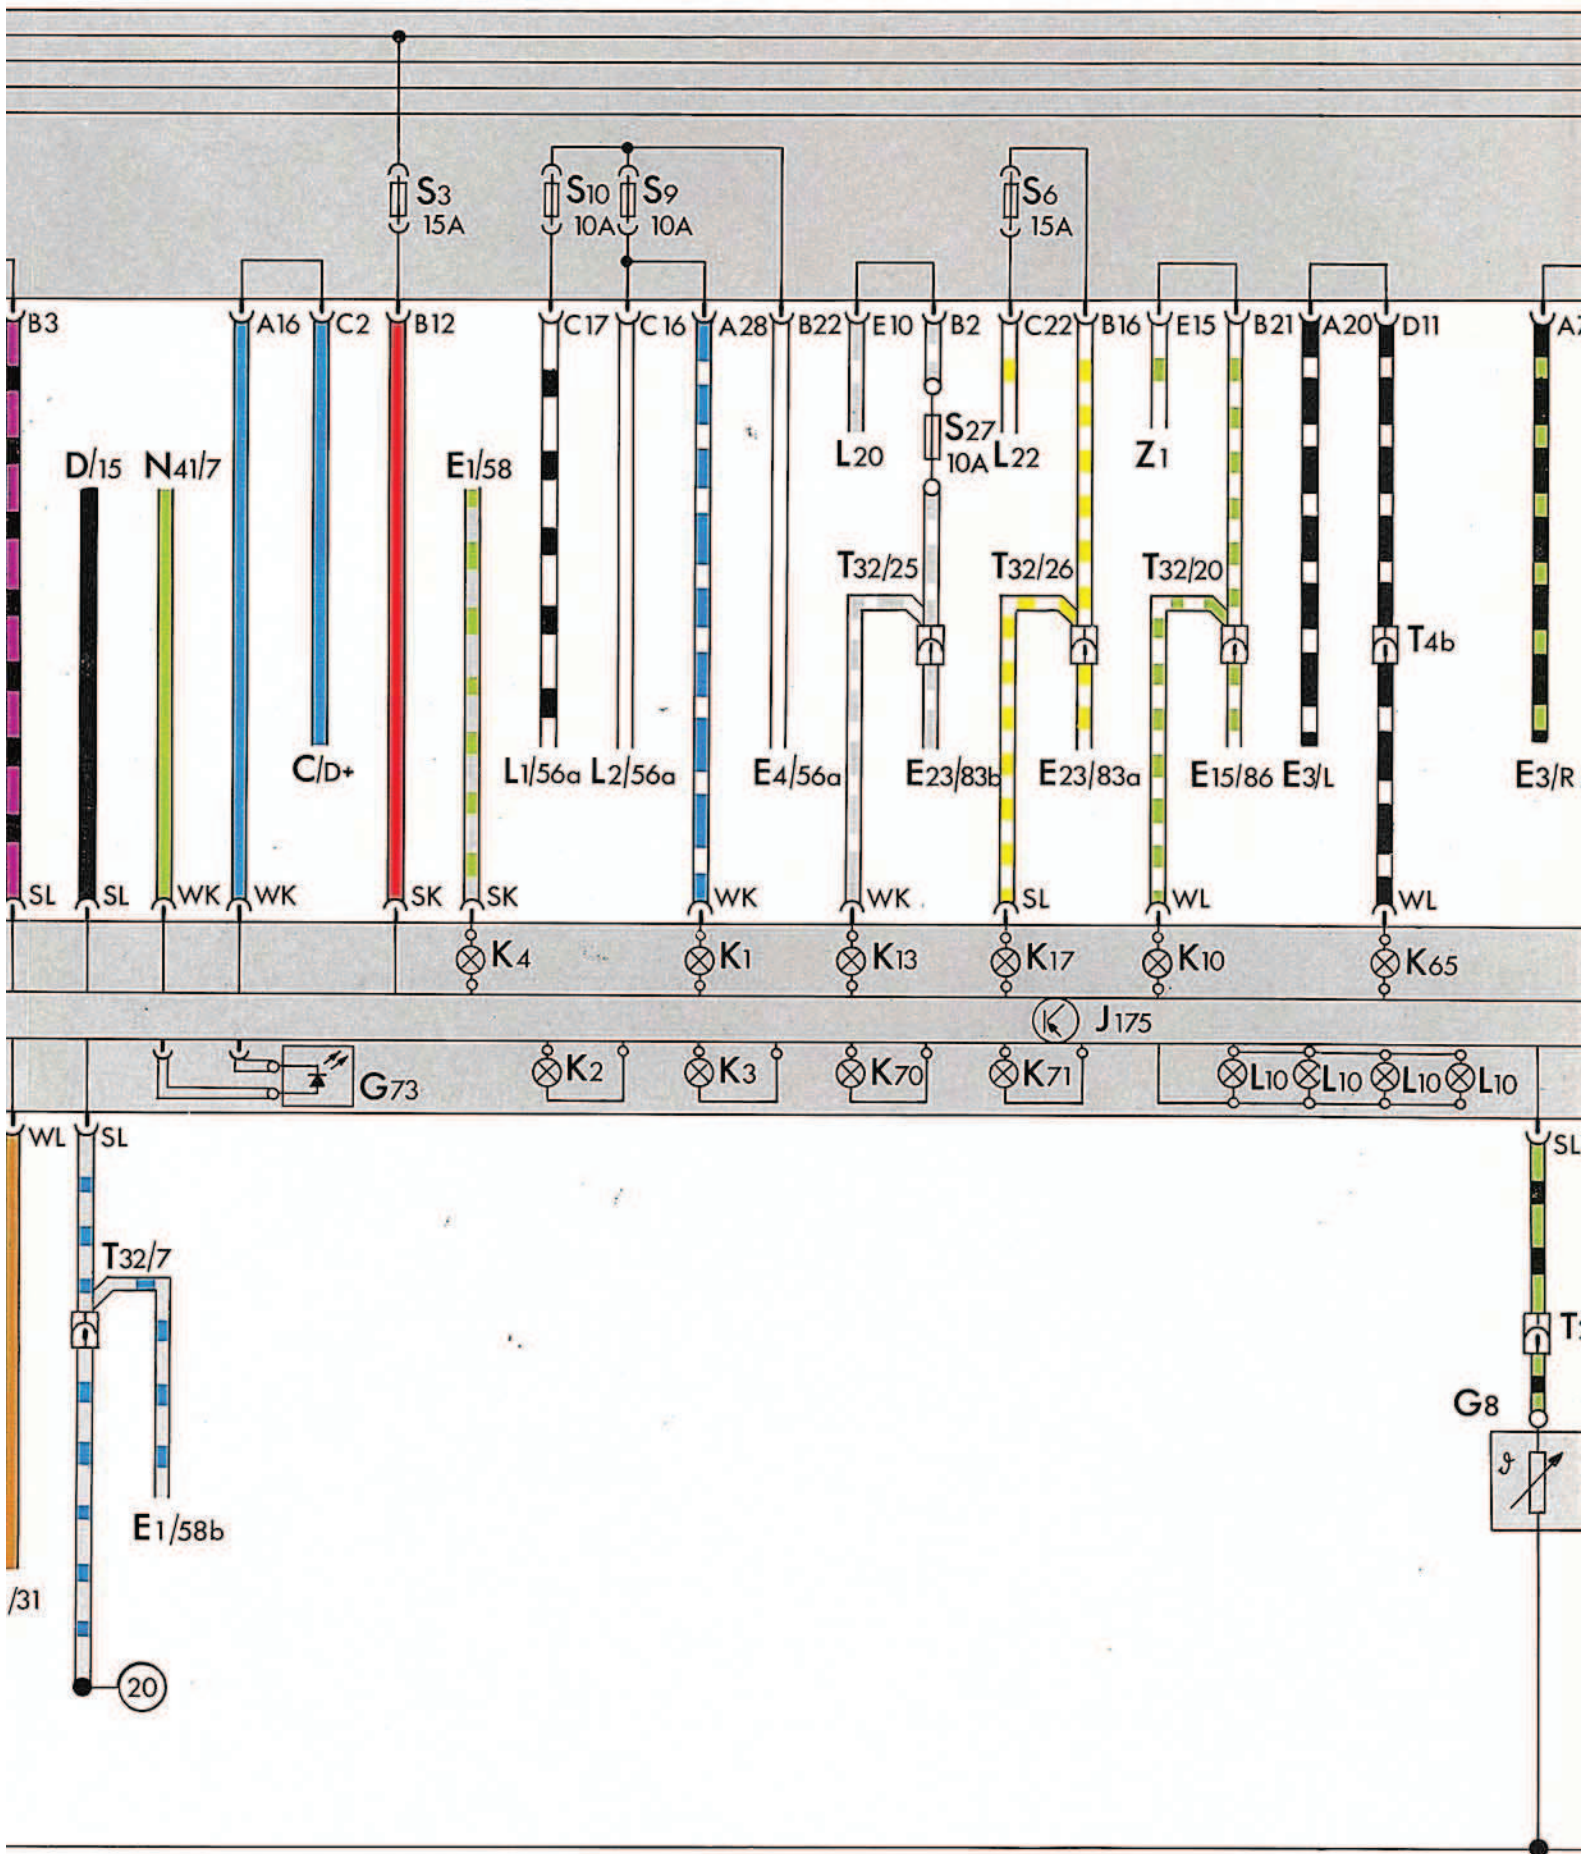 S3 S10 S9 S6
15A 10A 10A 15A
B3 A16 C2 B12 C17 C16 A28 B22 E10 B2 C22 B16 E15 B21 A20 D11
S27
10A
L20 L22 Z1
D/15 N41/7 E1/58
T32/25 T32/26 T32/20
T4b
C/D+ L1/56a L2/56a E4/56a E23/83b E23/83a E15/86 E3/L E3/R
SL SL WK WK SK SK WK WK SL WL WL
K4 K1 K13 K17 K10 K65
J175
G73 K2 K3 K70 K71 L10 L10 L10 L10
WL SL SL
T32/7
G8
ϑ
E1/58b
/31
20